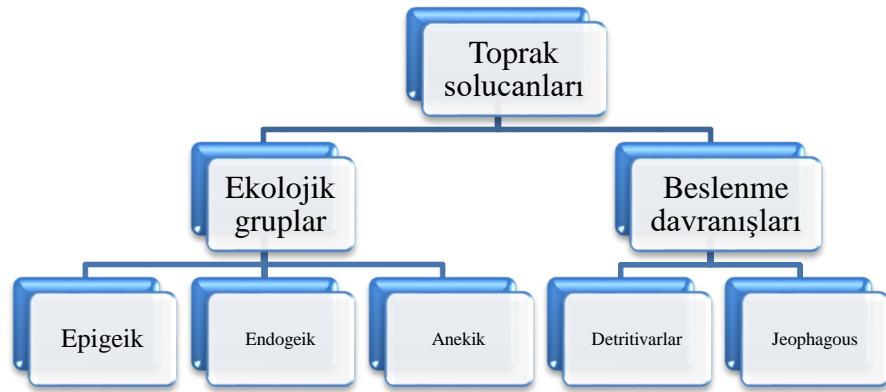 Toprak
solucanları
Ekolojik
gruplar
Beslenme
davranışları
Epigeik
Endogeik
Anekik
Detritivarlar
Jeophagous